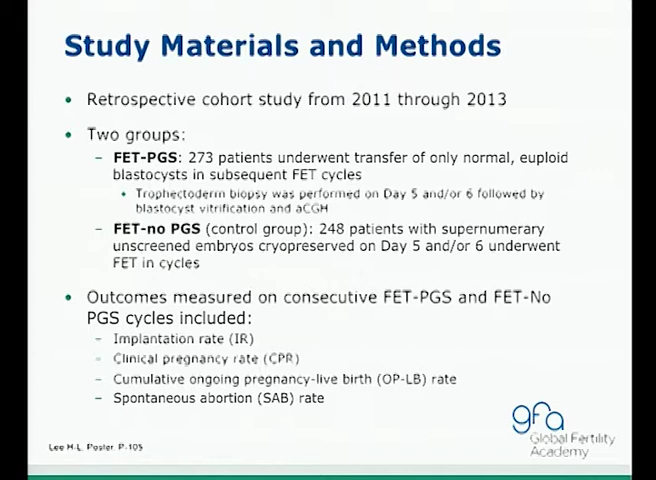 Study Materials and Methods
• Retrospective cohort study from 2011 through 2013
• Two groups:
– FET-PGS: 273 patients underwent transfer of only normal, euploid
blastocysts in subsequent FET cycles
• Trophectoderm biopsy was performed on Day 5 and/or 6 followed by
blastocyst vitrification and aCGH
– FET-no PGS (control group): 248 patients with supernumerary
unscreened embryos cryopreserved on Day 5 and/or 6 underwent
FET in cycles
• Outcomes measured on consecutive FET-PGS and FET-No
PGS cycles included:
– Implantation rate (IR)
– Clinical pregnancy rate (CPR)
– Cumulative ongoing pregnancy-live birth (OP-LB) rate
– Spontaneous abortion (SAB) rate
gfa
Global Fertility
Academy
Lee H-L. Poster. P-105